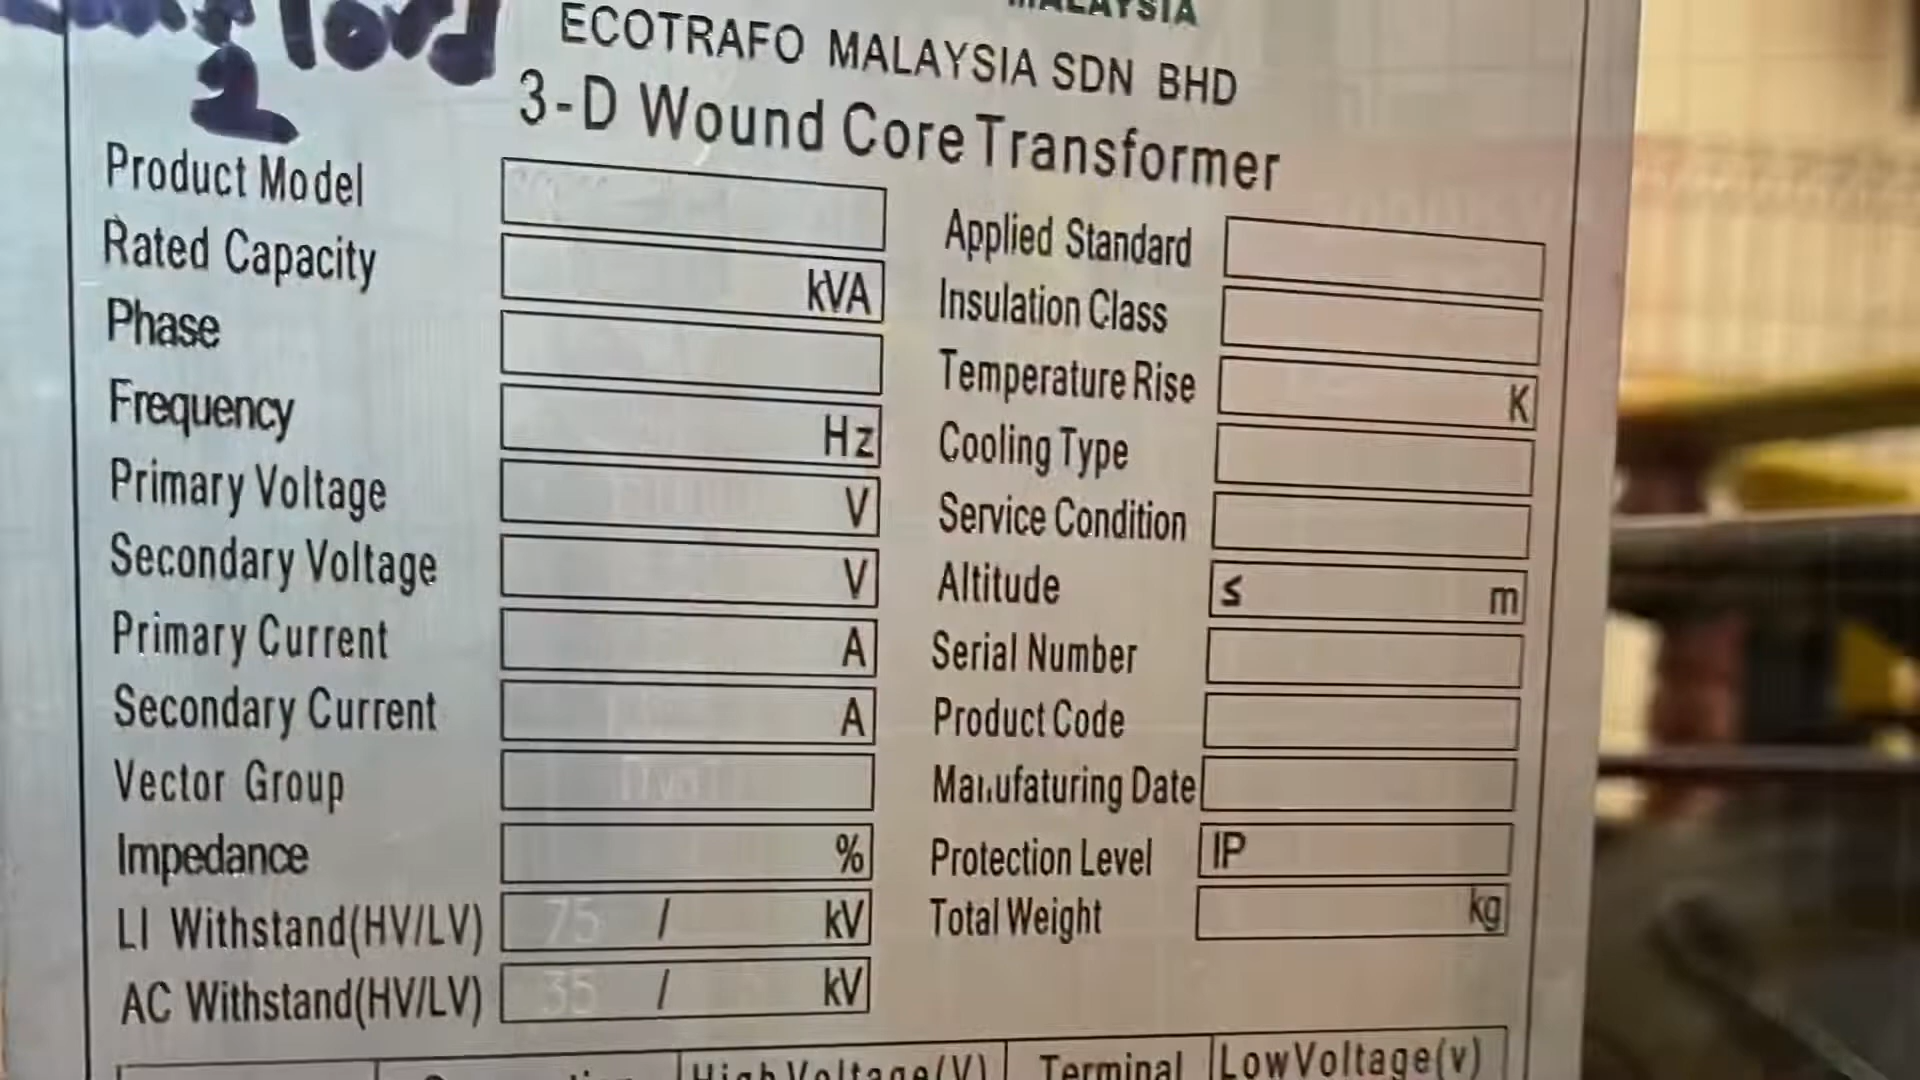 MALAYSIA
lord
2
ECOTRAFO MALAYSIA SDN BHD
3-D Wound Core Transformer
Product Model
Rated Capacity kVA
Phase
Frequency Hz
Primary Voltage V
Secondary Voltage V
Primary Current A
Secondary Current A
Vector Group
Impedance %
LI Withstand(HV/LV) 75 / kV
AC Withstand(HV/LV) 35 / kV
Applied Standard
Insulation Class
Temperature Rise K
Cooling Type
Service Condition
Altitude ≤ m
Serial Number
Product Code
Manufaturing Date
Protection Level IP
Total Weight kg
High Voltage(V) Terminal Low Voltage(v)